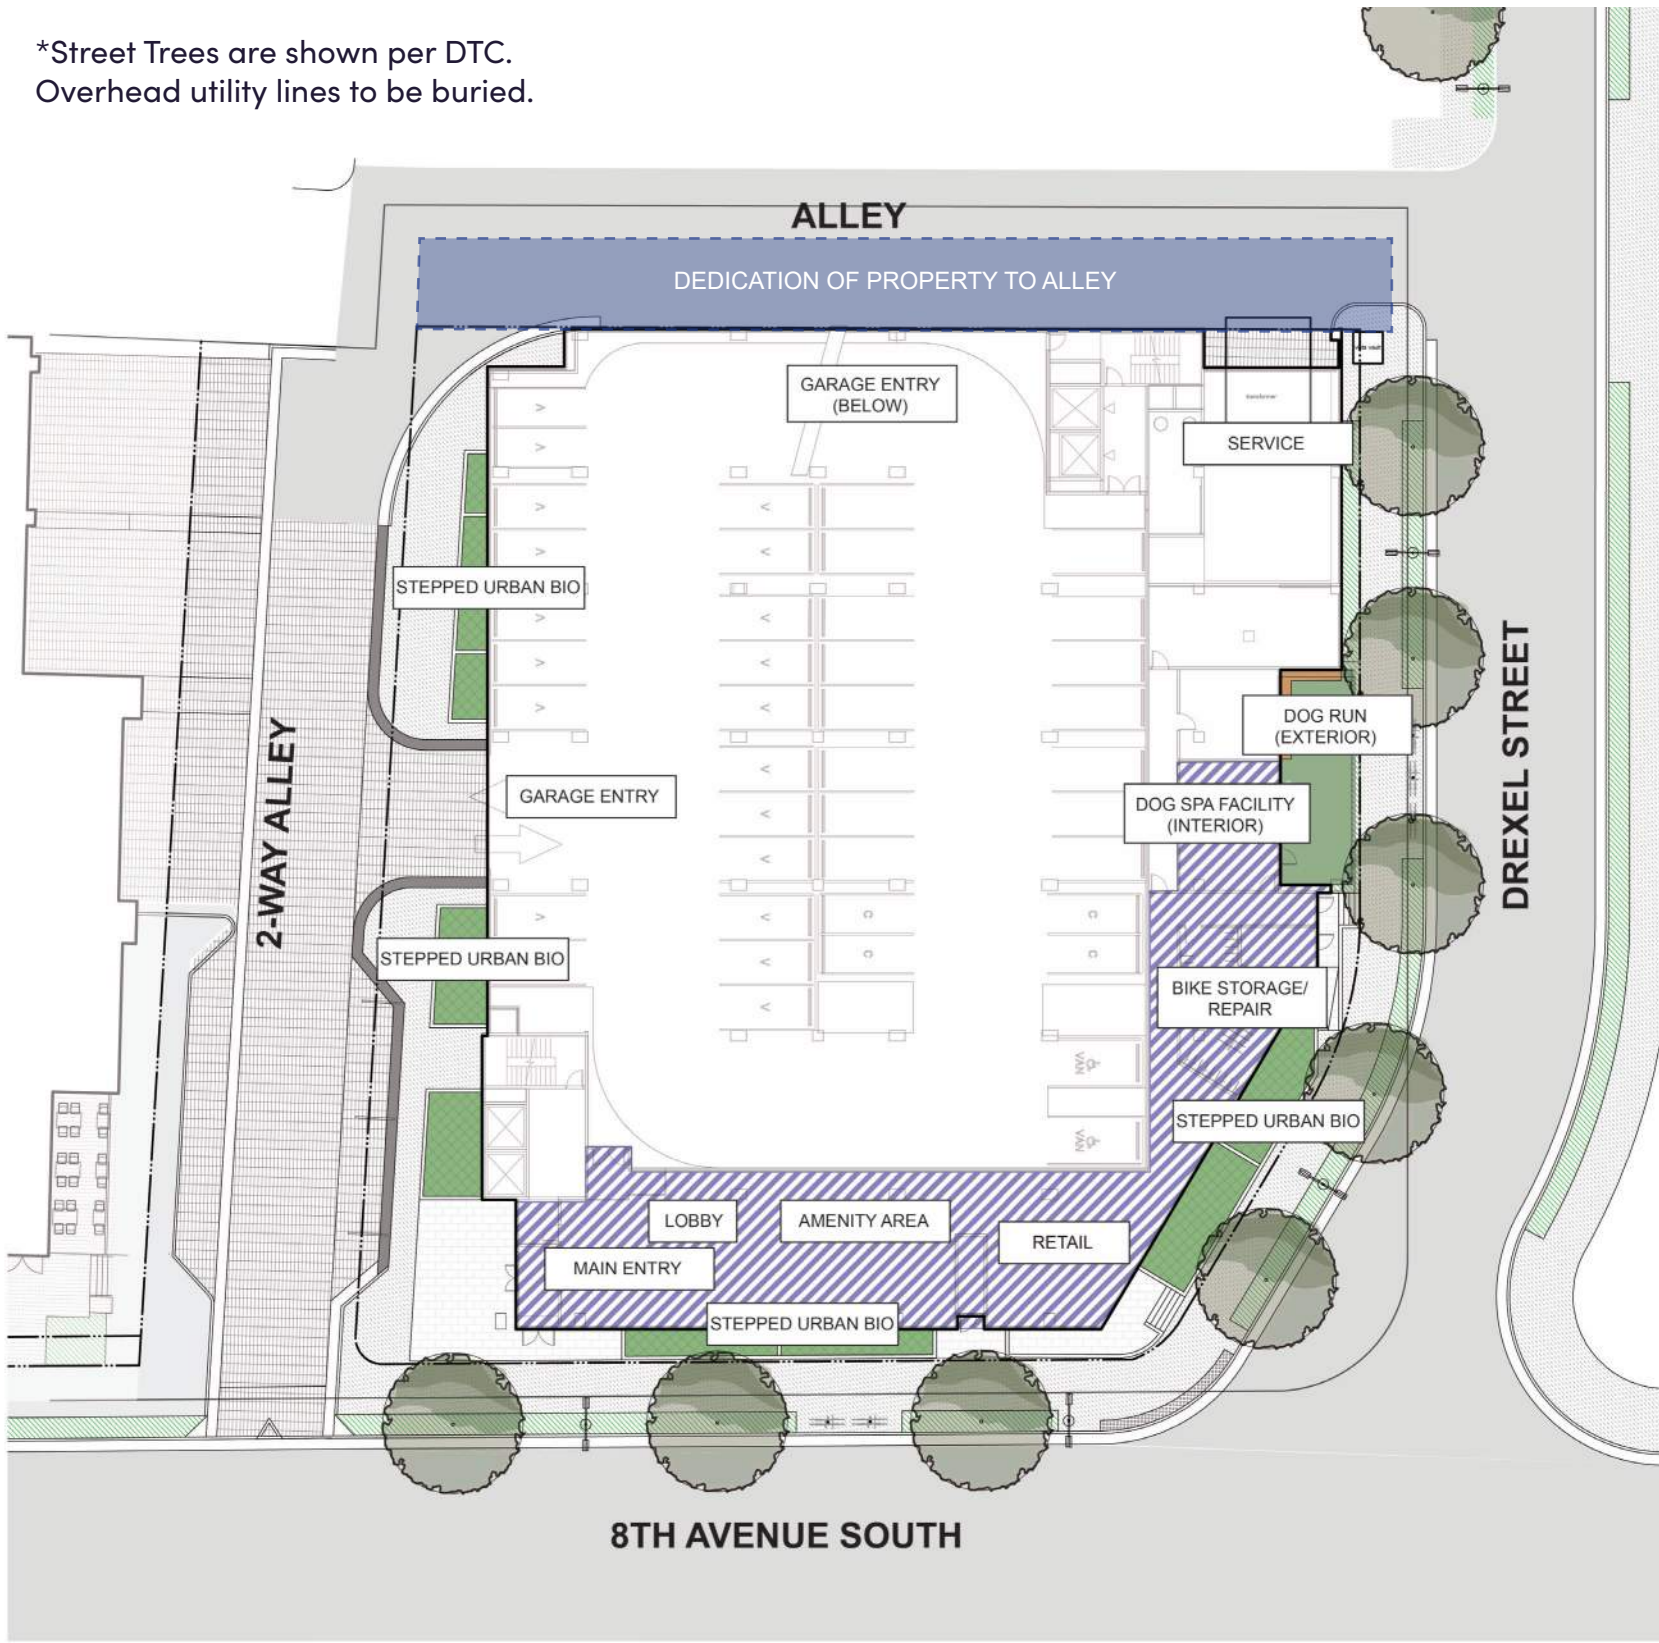 *Street Trees are shown per DTC.
Overhead utility lines to be buried.
ALLEY
DEDICATION OF PROPERTY TO ALLEY
GARAGE ENTRY
(BELOW)
SERVICE
STEPPED URBAN BIO
DOG RUN
(EXTERIOR)
DREXEL STREET
2-WAY ALLEY
GARAGE ENTRY
DOG SPA FACILITY
(INTERIOR)
C
C
C
C
STEPPED URBAN BIO
BIKE STORAGE/
REPAIR
VAN
VAN
STEPPED URBAN BIO
LOBBY
AMENITY AREA
RETAIL
MAIN ENTRY
STEPPED URBAN BIO
8TH AVENUE SOUTH